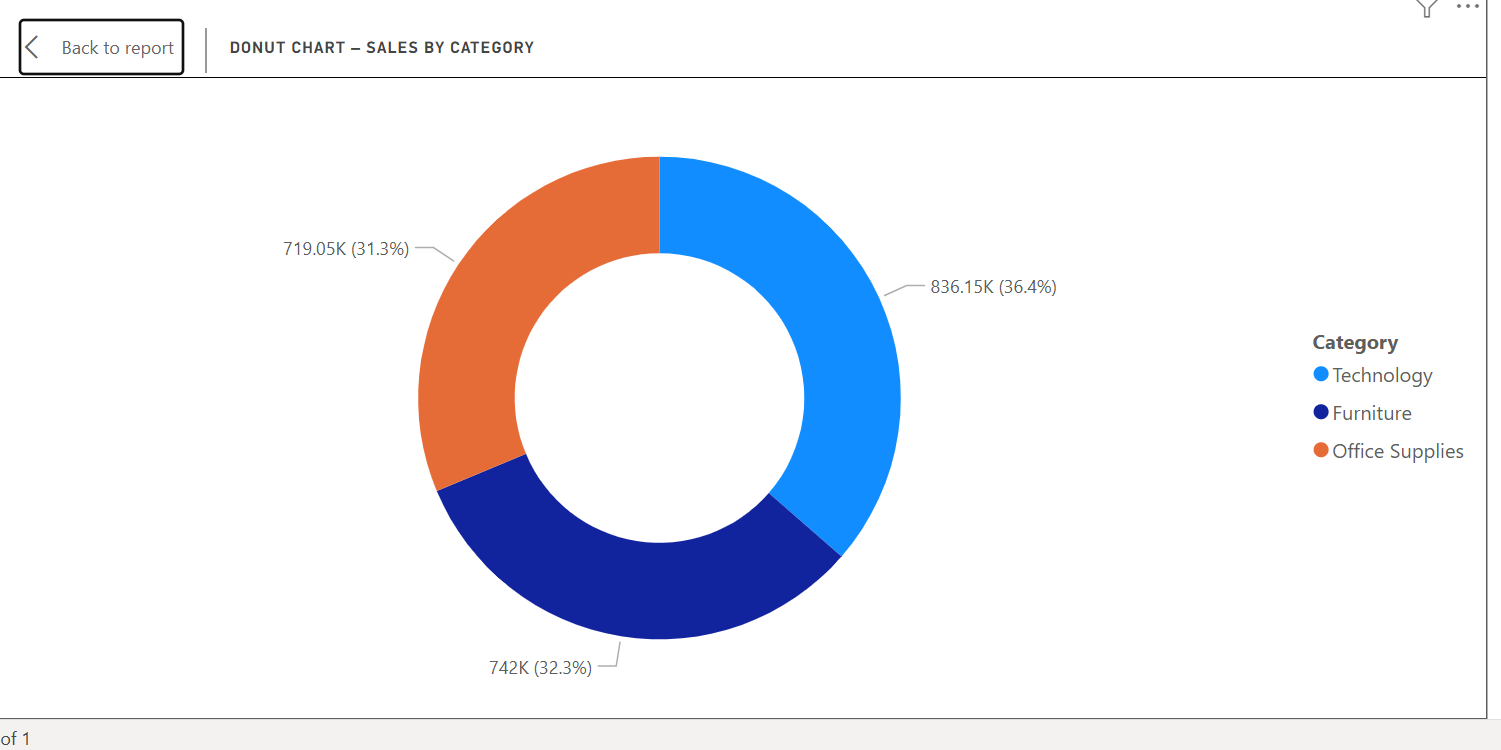 Back to report
DONUT CHART – SALES BY CATEGORY
719.05K (31.3%)
836.15K (36.4%)
Category
Technology
Furniture
Office Supplies
742K (32.3%)
of 1